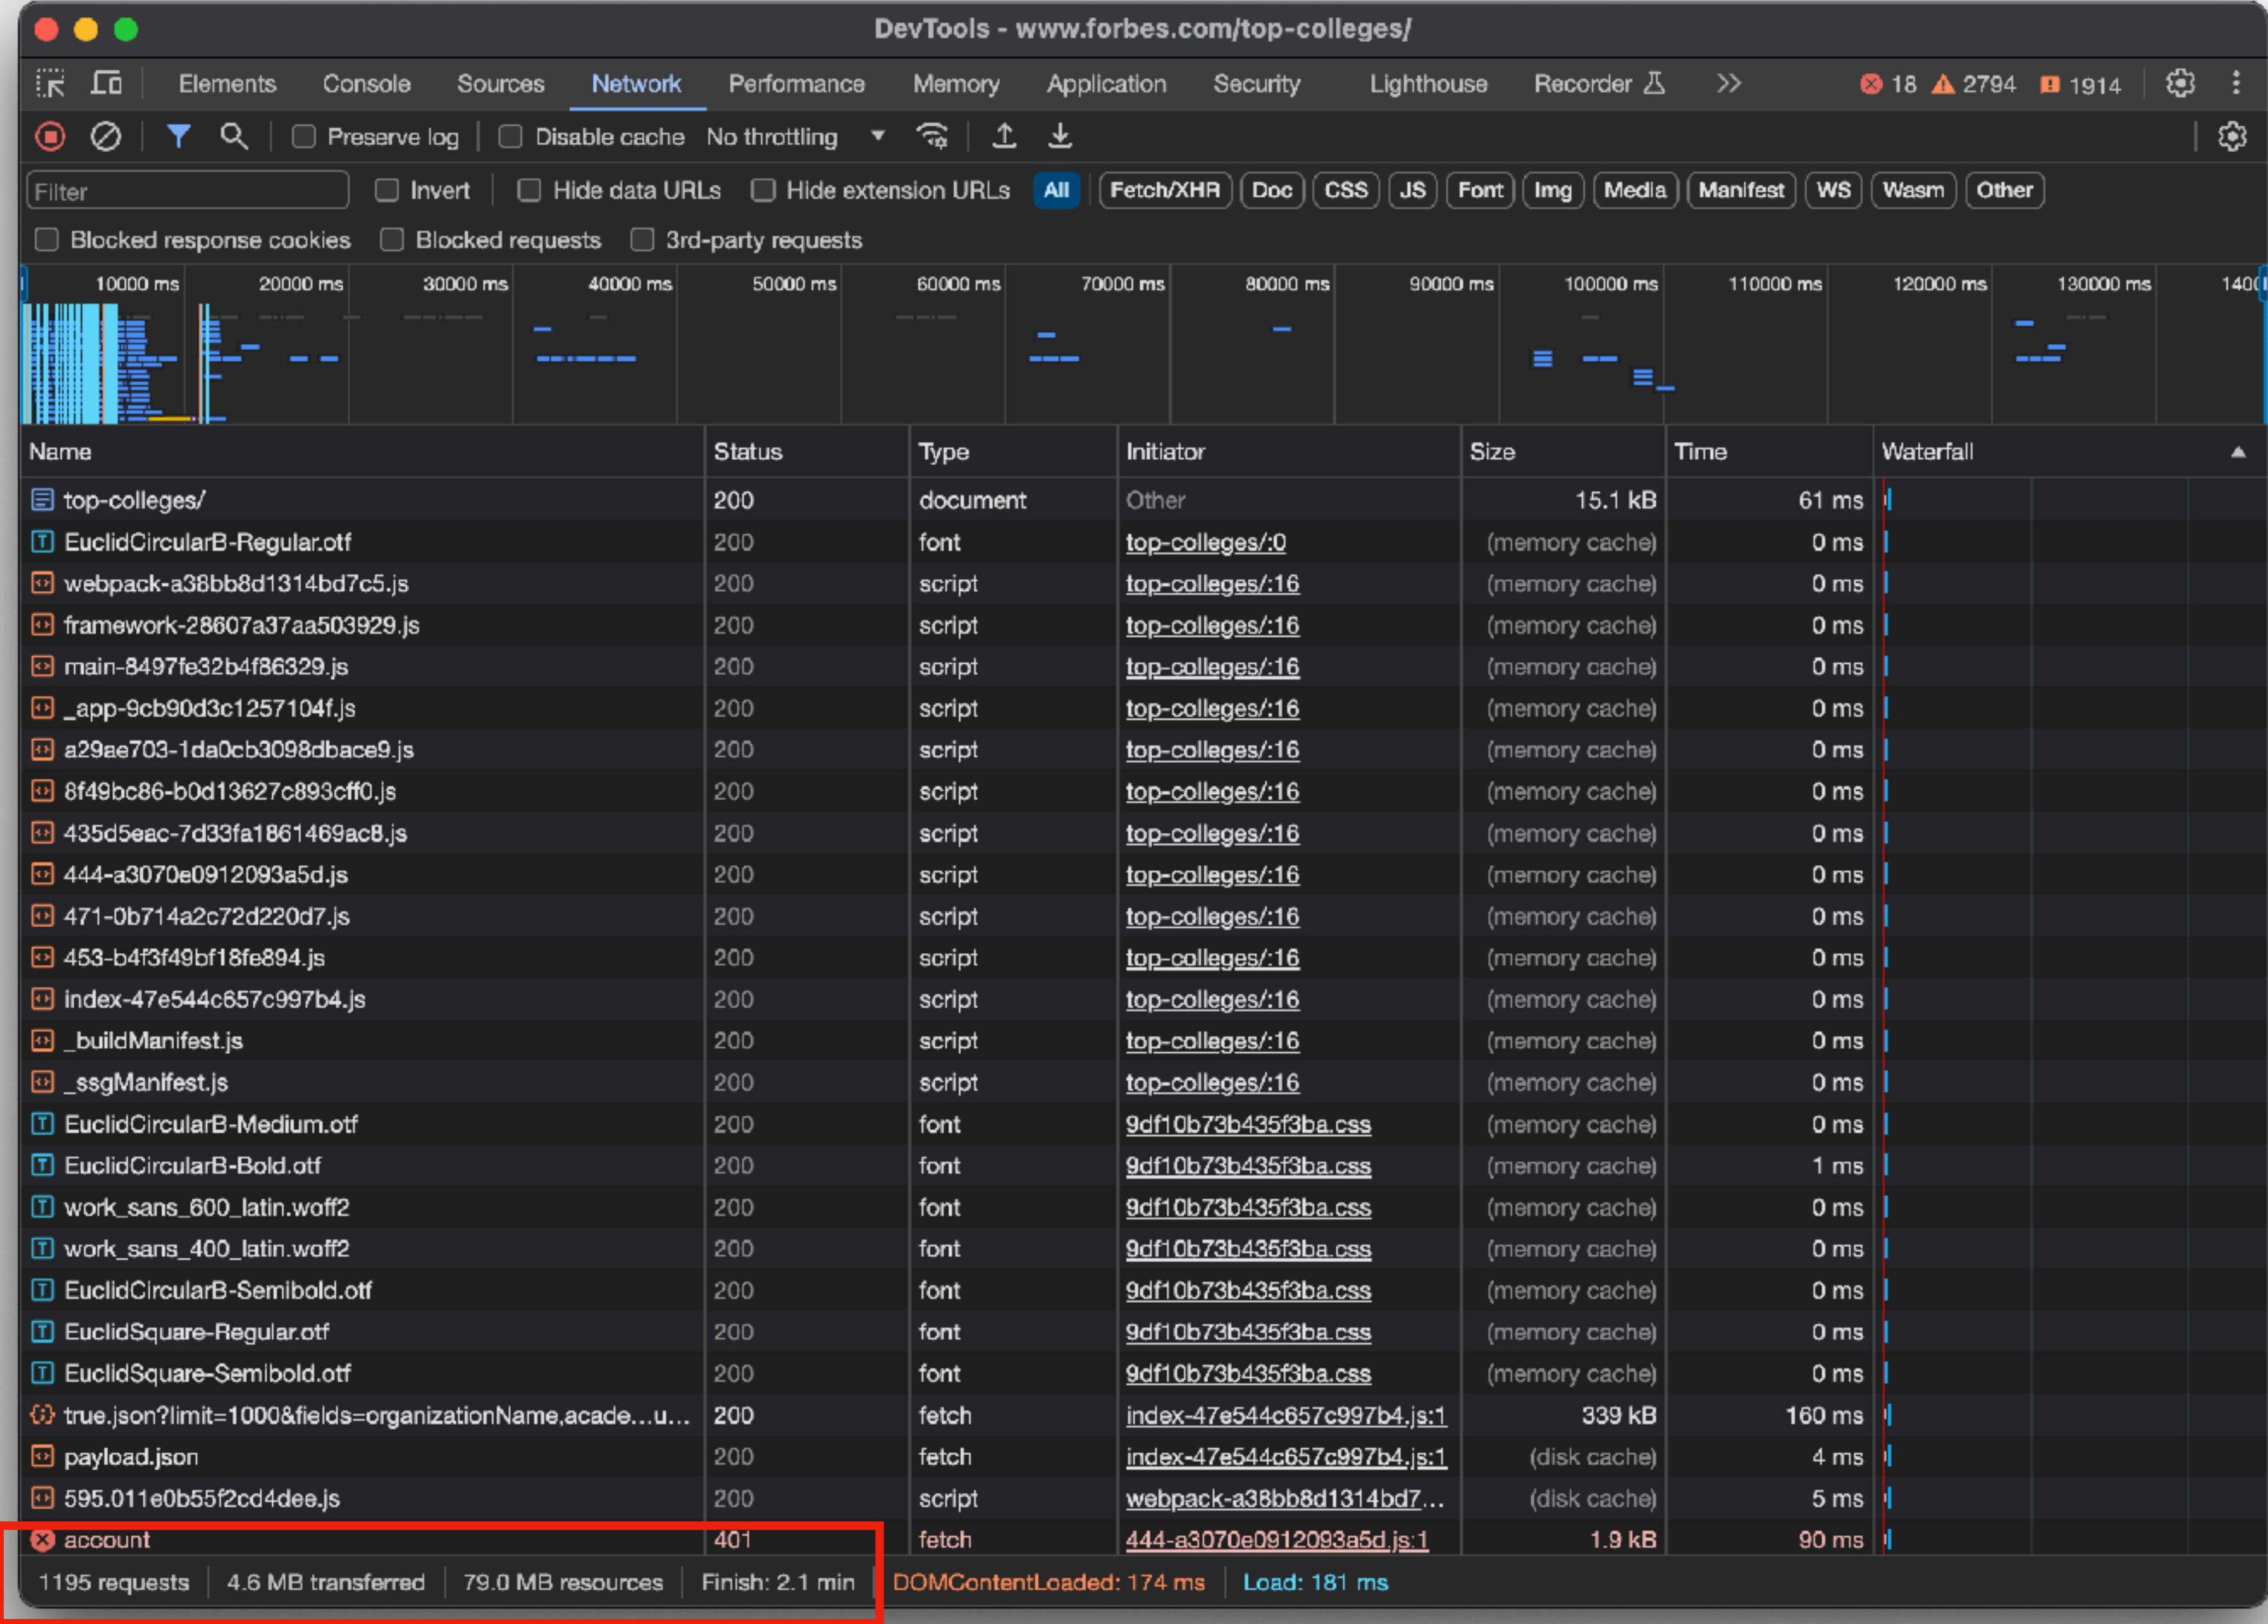 DevTools - www.forbes.com/top-colleges/
Elements Console Sources Network Performance Memory Application Security Lighthouse Recorder 18 2794 1914
Preserve log Disable cache No throttling
Filter Invert Hide data URLs Hide extension URLs All Fetch/XHR Doc CSS JS Font Img Media Manifest WS Wasm Other
Blocked response cookies Blocked requests 3rd-party requests
10000 ms 20000 ms 30000 ms 40000 ms 50000 ms 60000 ms 70000 ms 80000 ms 90000 ms 100000 ms 110000 ms 120000 ms 130000 ms
Name Status Type Initiator Size Time Waterfall
top-colleges/ 200 document Other 15.1 kB 61 ms
EuclidCircularB-Regular.otf 200 font top-colleges/:0 (memory cache) 0 ms
webpack-a38bb8d1314bd7c5.js 200 script top-colleges/:16 (memory cache) 0 ms
framework-28607a37aa503929.js 200 script top-colleges/:16 (memory cache) 0 ms
main-8497fe32b4f86329.js 200 script top-colleges/:16 (memory cache) 0 ms
_app-9cb90d3c1257104f.js 200 script top-colleges/:16 (memory cache) 0 ms
a29ae703-1da0cb3098dbace9.js 200 script top-colleges/:16 (memory cache) 0 ms
8f49bc86-b0d13627c893cff0.js 200 script top-colleges/:16 (memory cache) 0 ms
435d5eac-7d33fa1861469ac8.js 200 script top-colleges/:16 (memory cache) 0 ms
444-a3070e0912093a5d.js 200 script top-colleges/:16 (memory cache) 0 ms
471-0b714a2c72d220d7.js 200 script top-colleges/:16 (memory cache) 0 ms
453-b4f3f49bf18fe894.js 200 script top-colleges/:16 (memory cache) 0 ms
index-47e544c657c997b4.js 200 script top-colleges/:16 (memory cache) 0 ms
_buildManifest.js 200 script top-colleges/:16 (memory cache) 0 ms
_ssgManifest.js 200 script top-colleges/:16 (memory cache) 0 ms
EuclidCircularB-Medium.otf 200 font 9df10b73b435f3ba.css (memory cache) 0 ms
EuclidCircularB-Bold.otf 200 font 9df10b73b435f3ba.css (memory cache) 1 ms
work_sans_600_latin.woff2 200 font 9df10b73b435f3ba.css (memory cache) 0 ms
work_sans_400_latin.woff2 200 font 9df10b73b435f3ba.css (memory cache) 0 ms
EuclidCircularB-Semibold.otf 200 font 9df10b73b435f3ba.css (memory cache) 0 ms
EuclidSquare-Regular.otf 200 font 9df10b73b435f3ba.css (memory cache) 0 ms
EuclidSquare-Semibold.otf 200 font 9df10b73b435f3ba.css (memory cache) 0 ms
true.json?limit=1000&fields=organizationName,acade...u... 200 fetch index-47e544c657c997b4.js:1 339 kB 160 ms
payload.json 200 fetch index-47e544c657c997b4.js:1 (disk cache) 4 ms
595.011e0b55f2cd4dee.js 200 script webpack-a38bb8d1314bd7... (disk cache) 5 ms
account 401 fetch 444-a3070e0912093a5d.js:1 1.9 kB 90 ms
1195 requests 4.6 MB transferred 79.0 MB resources Finish: 2.1 min DOMContentLoaded: 174 ms Load: 181 ms